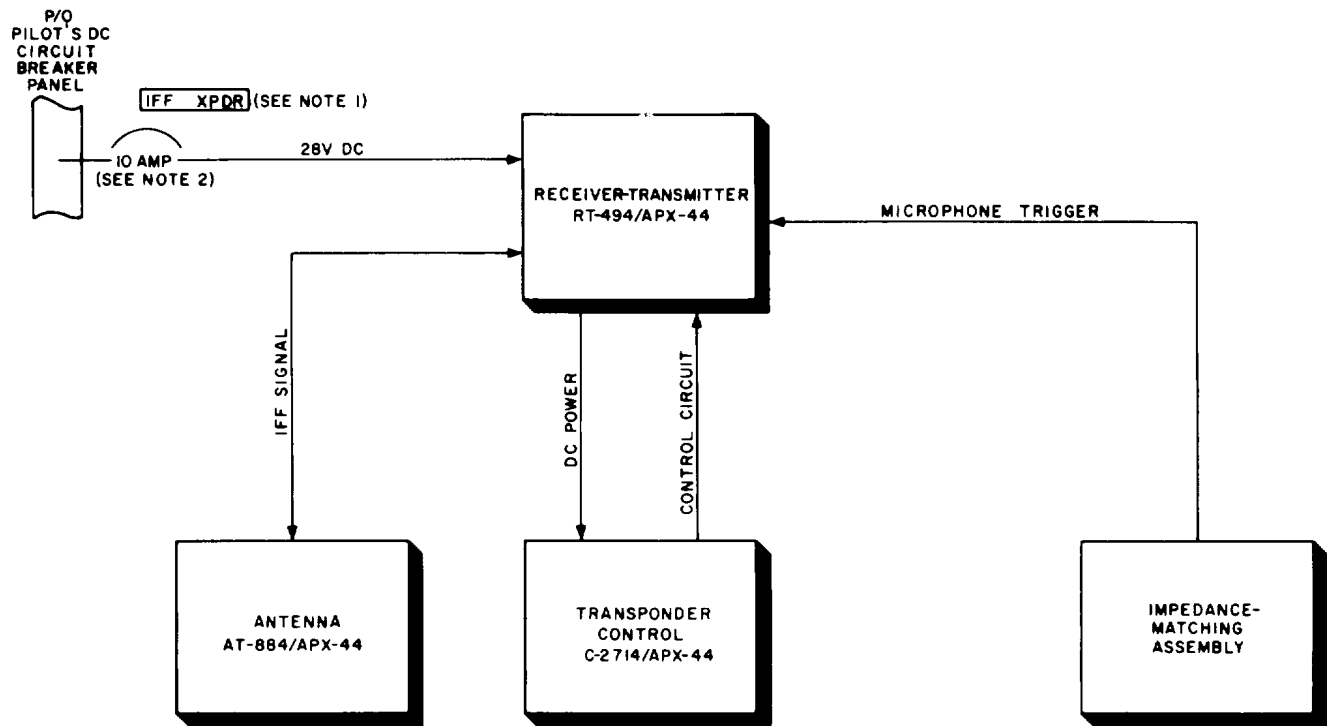 P/O
PILOT'S DC
CIRCUIT
BREAKER
PANEL
IFF XPDR (SEE NOTE 1)
10 AMP
(SEE NOTE 2)
28V DC
RECEIVER-TRANSMITTER
RT-494/APX-44
MICROPHONE TRIGGER
IFF SIGNAL
DC POWER
CONTROL CIRCUIT
ANTENNA
AT-884/APX-44
TRANSPONDER
CONTROL
C-2714/APX-44
IMPEDANCE-
MATCHING
ASSEMBLY